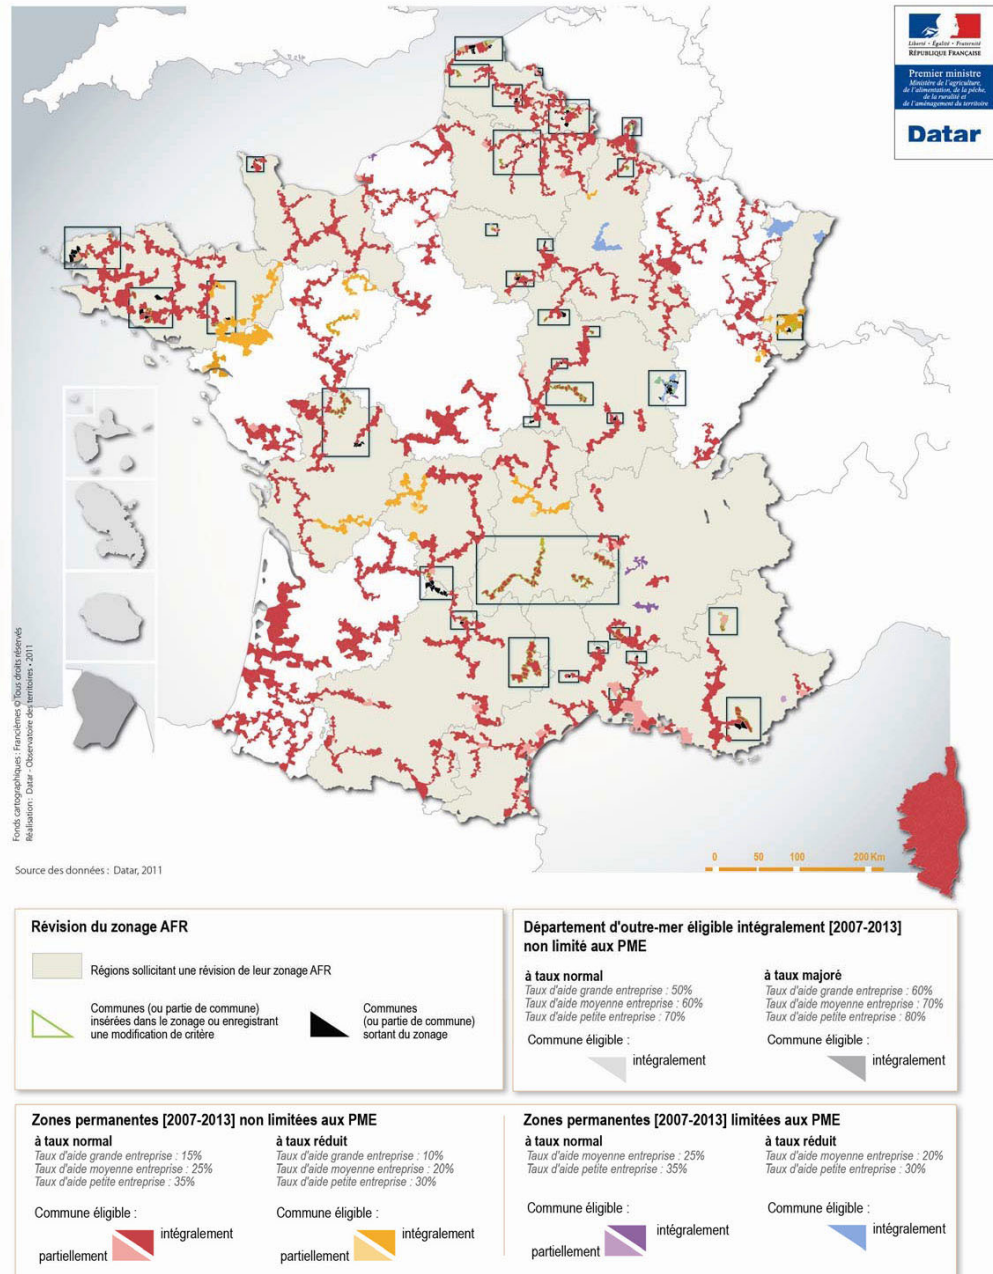 Liberté • Égalité • Fraternité
RÉPUBLIQUE FRANÇAISE
Premier ministre
Ministère de l'agriculture,
de l'alimentation, de la pêche,
de la ruralité et
de l'aménagement du territoire
Datar
Fonds cartographiques : Francièmes © Tous droits réservés
Réalisation : Datar - Observatoire des territoires • 2011
0 50 100 200 Km
Source des données : Datar, 2011
Révision du zonage AFR
Régions sollicitant une révision de leur zonage AFR
Communes (ou partie de commune)
insérées dans le zonage ou enregistrant
une modification de critère
Communes
(ou partie de commune)
sortant du zonage
Département d'outre-mer éligible intégralement [2007-2013]
non limité aux PME
à taux normal
Taux d'aide grande entreprise : 50%
Taux d'aide moyenne entreprise : 60%
Taux d'aide petite entreprise : 70%
Commune éligible :
intégralement
à taux majoré
Taux d'aide grande entreprise : 60%
Taux d'aide moyenne entreprise : 70%
Taux d'aide petite entreprise : 80%
Commune éligible :
intégralement
Zones permanentes [2007-2013] non limitées aux PME
à taux normal
Taux d'aide grande entreprise : 15%
Taux d'aide moyenne entreprise : 25%
Taux d'aide petite entreprise : 35%
Commune éligible :
intégralement
partiellement
à taux réduit
Taux d'aide grande entreprise : 10%
Taux d'aide moyenne entreprise : 20%
Taux d'aide petite entreprise : 30%
Commune éligible :
intégralement
partiellement
Zones permanentes [2007-2013] limitées aux PME
à taux normal
Taux d'aide moyenne entreprise : 25%
Taux d'aide petite entreprise : 35%
Commune éligible :
intégralement
partiellement
à taux réduit
Taux d'aide moyenne entreprise : 20%
Taux d'aide petite entreprise : 30%
Commune éligible :
intégralement